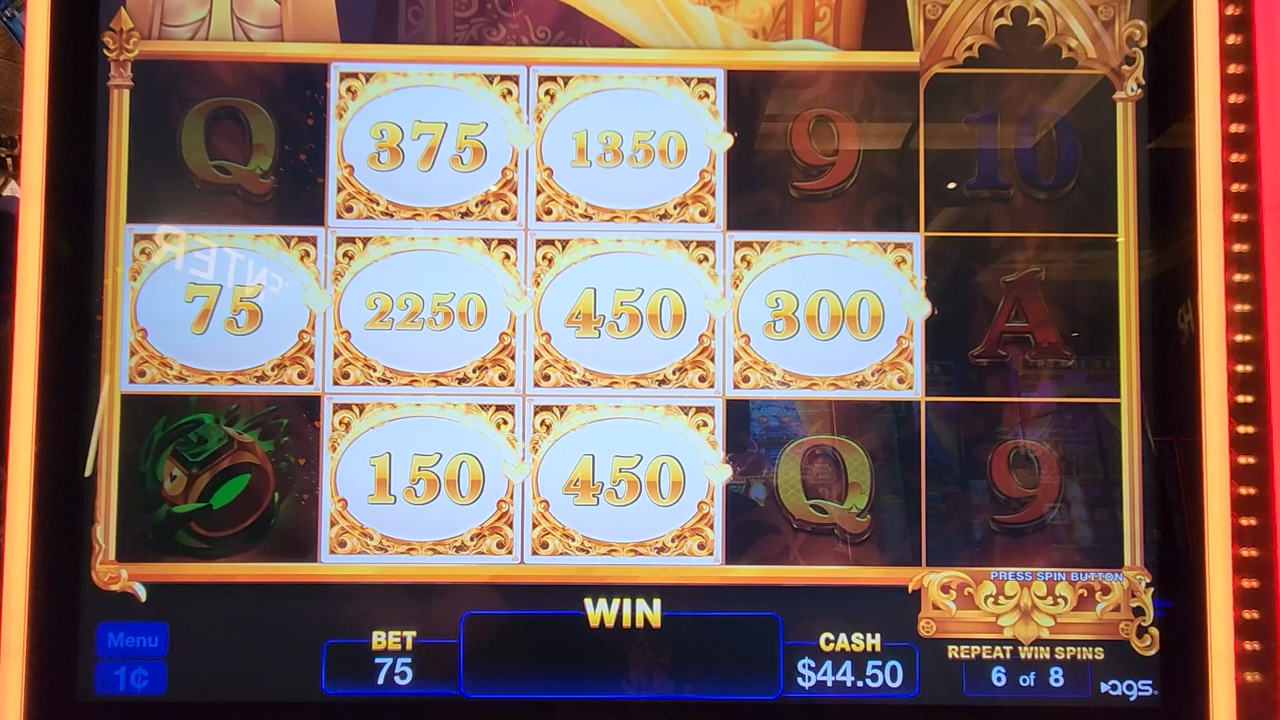 Q 375 1350 9 10
75 2250 450 300 A
ENTER
150 450 Q 9
PRESS SPIN BUTTON
WIN
Menu
BET
CASH
REPEAT WIN SPINS
1¢
75
$44.50
6 of 8
ags.